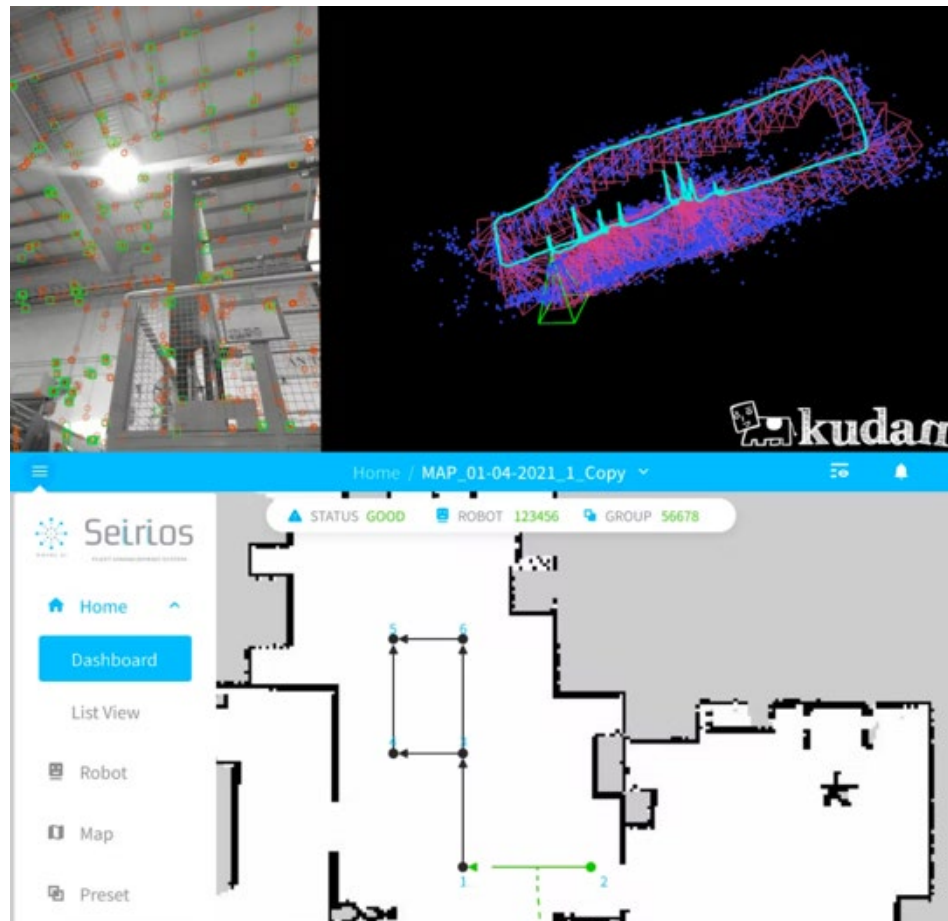 kudan
Home / MAP_01-04-2021_1_Copy
STATUS GOOD ROBOT 123456 GROUP 56678
Seirios
Home
Dashboard
List View
Robot
Map
Preset
5 6
4 3
1 2